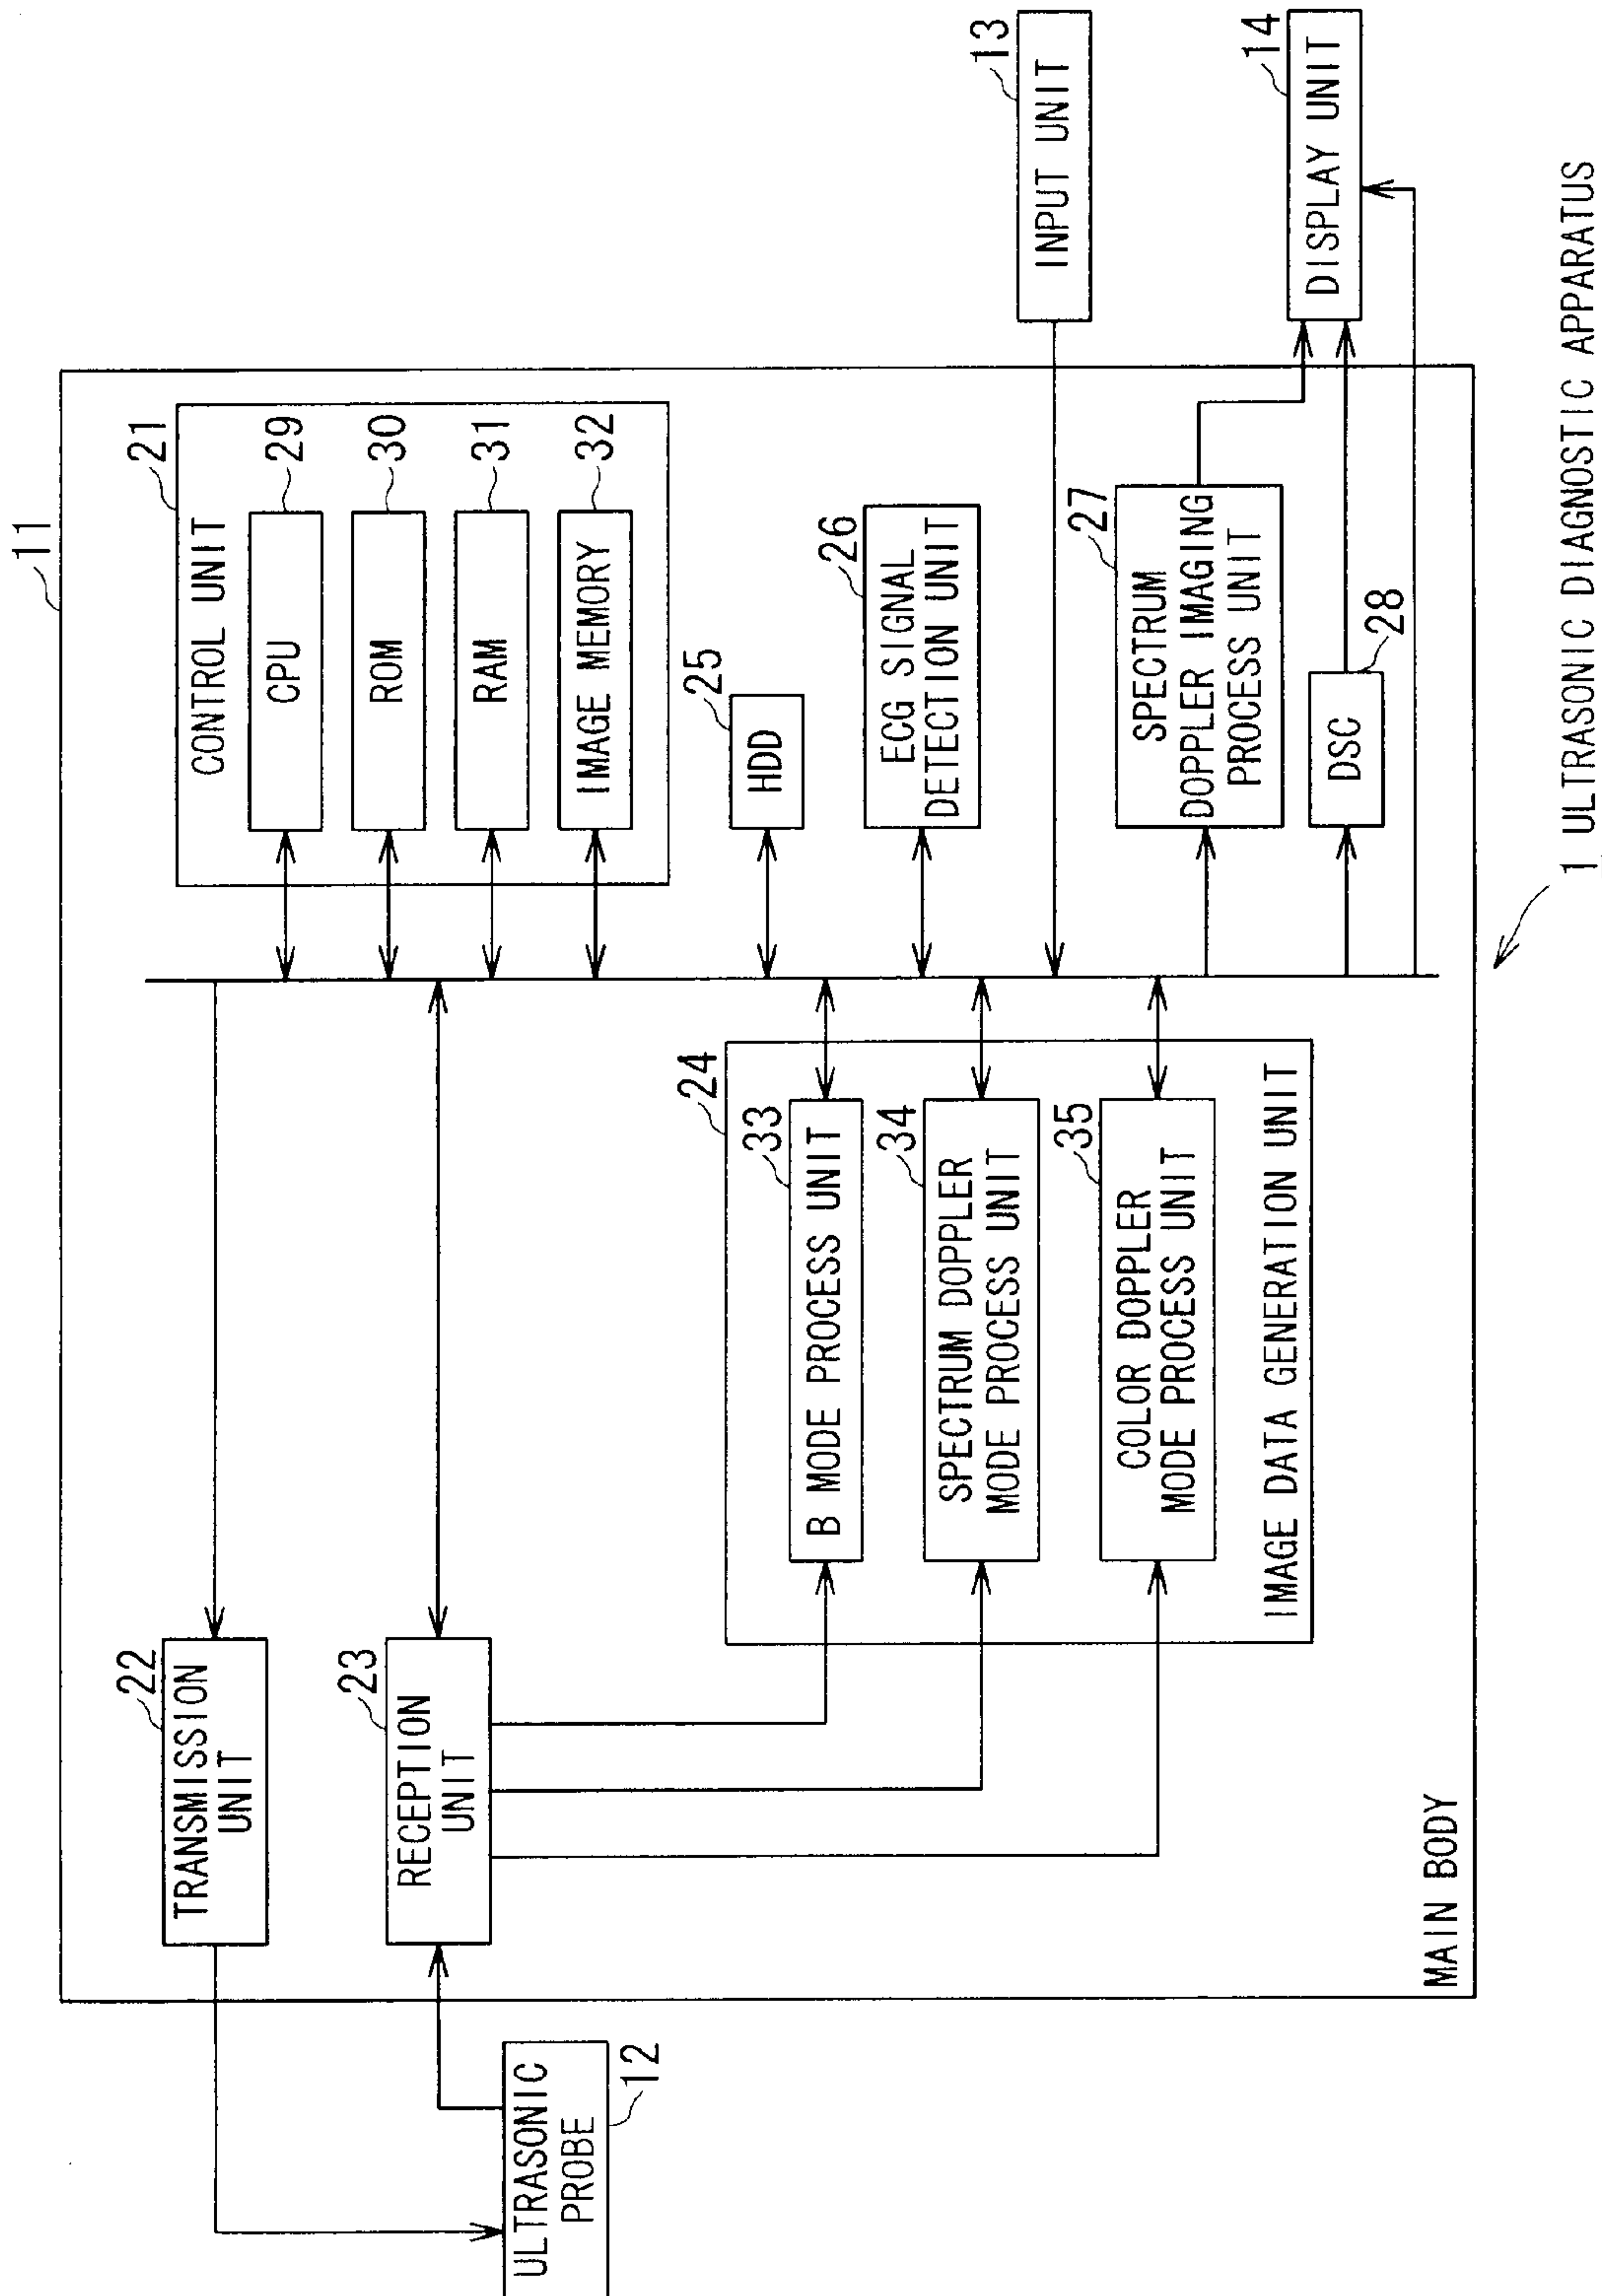 11
22
TRANSMISSION
UNIT
21
CONTROL UNIT
CPU
29
ROM
30
RAM
31
IMAGE MEMORY
32
23
RECEPTION
UNIT
ULTRASONIC
PROBE
12
25
HDD
24
33
B MODE PROCESS UNIT
26
ECG SIGNAL
DETECTION UNIT
34
SPECTRUM DOPPLER
MODE PROCESS UNIT
13
INPUT UNIT
35
COLOR DOPPLER
MODE PROCESS UNIT
IMAGE DATA GENERATION UNIT
27
SPECTRUM
DOPPLER IMAGING
PROCESS UNIT
14
DISPLAY UNIT
DSC
28
MAIN BODY
1 ULTRASONIC DIAGNOSTIC APPARATUS